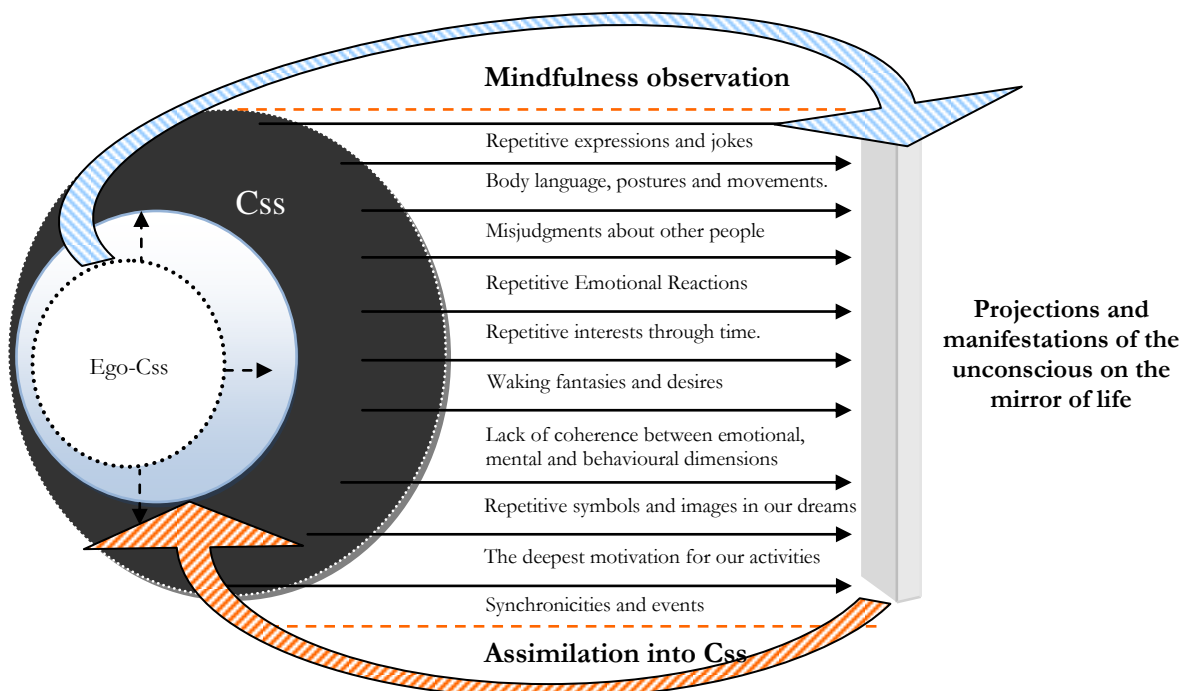 Mindfulness observation
Repetitive expressions and jokes
Body language, postures and movements.
Css
Misjudgments about other people
Repetitive Emotional Reactions
Repetitive interests through time.
Ego-Css
Waking fantasies and desires
Lack of coherence between emotional,
mental and behavioural dimensions
Repetitive symbols and images in our dreams
The deepest motivation for our activities
Synchronicities and events
Assimilation into Css
Projections and
manifestations of the
unconscious on the
mirror of life